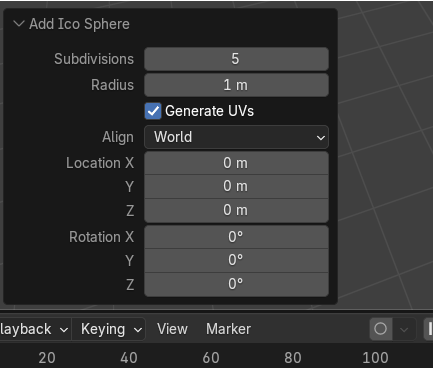 Add Ico Sphere
Subdivisions 5
Radius 1 m
Generate UVs
Align World
Location X 0 m
Y 0 m
Z 0 m
Rotation X 0°
Y 0°
Z 0°
layback Keying View Marker
20 40 60 80 100